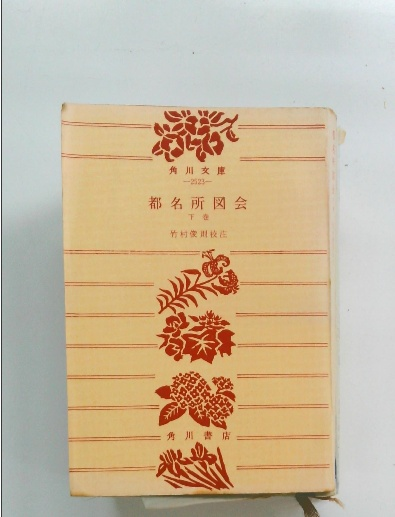 角川文庫
—2523—
都名所図会
下巻
竹村俊則校注
角川書店